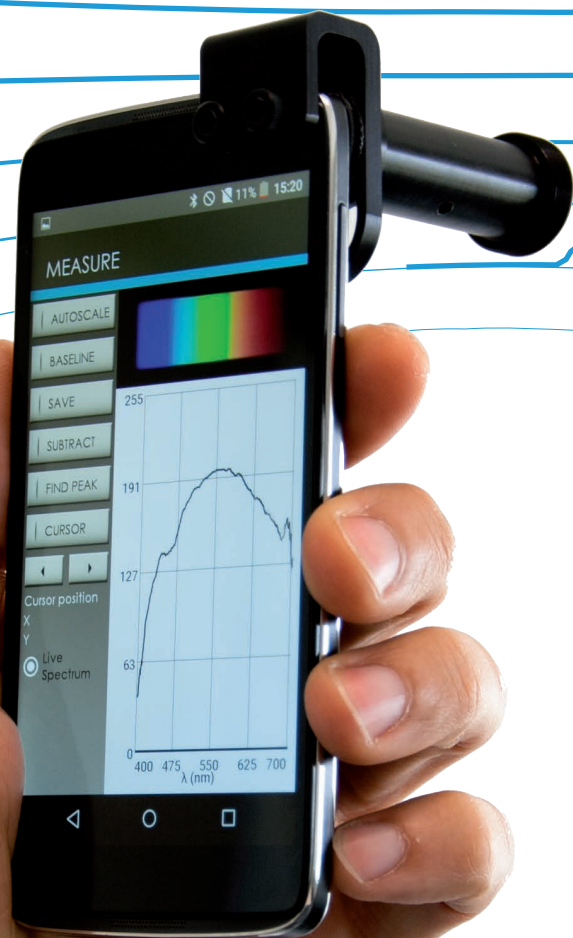 11% 15:20
MEASURE
AUTOSCALE
BASELINE
SAVE
SUBTRACT
FIND PEAK
CURSOR
Cursor position
X
Y
Live
Spectrum
255
191
127
63
0
400 475 550 625 700
λ (nm)